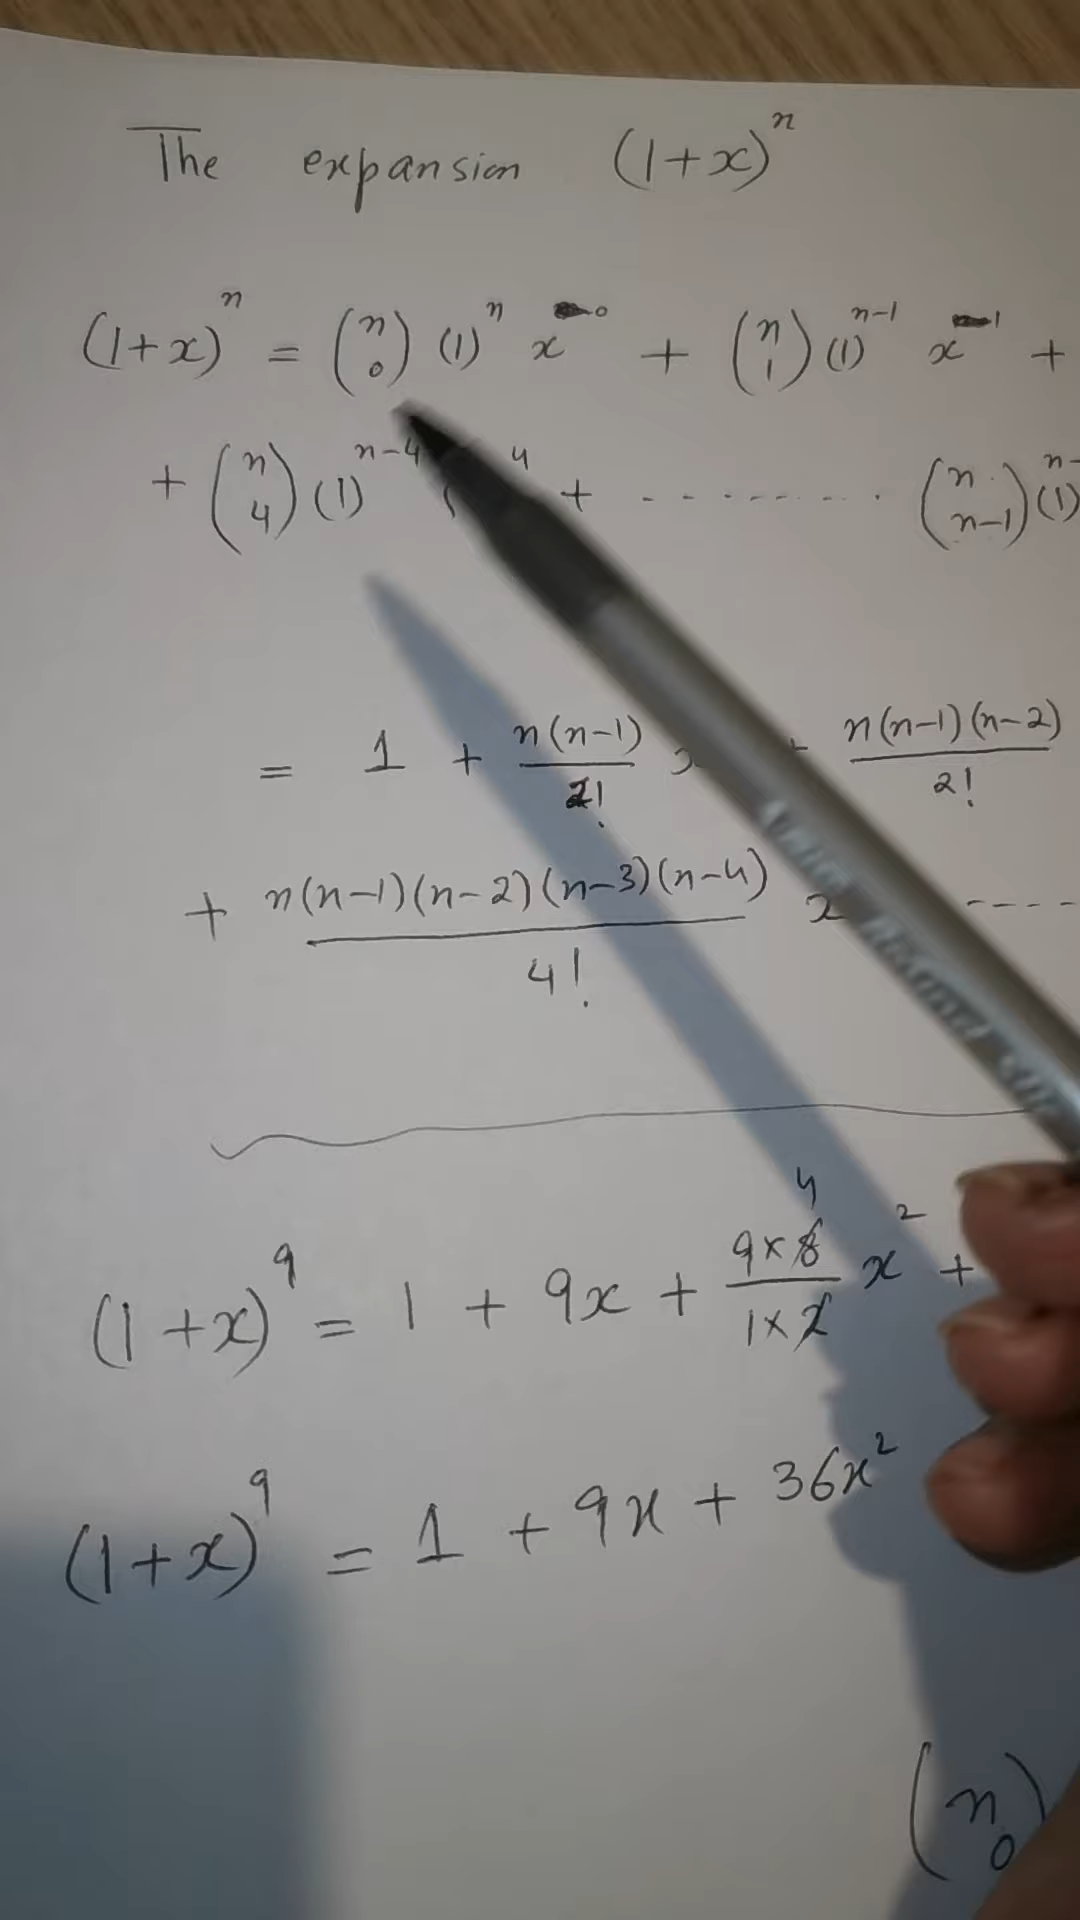 The expansion (1+x)^n
(1+x)^n = (n 0) (1)^n x^0 + (n 1) (1)^{n-1} x^1 +
+ (n 4) (1)^{n-4} ( ^4 + - - - - - - - - . (n n-1) (1)^{n-
= 1 + n(n-1)/2! x + n(n-1)(n-2)/2!
+ n(n-1)(n-2)(n-3)(n-4)/4! x - - - -
(1+x)^9 = 1 + 9x + 9×8/1×2 x^2 +
4
(1+x)^9 = 1 + 9x + 36x^2
(n 0)